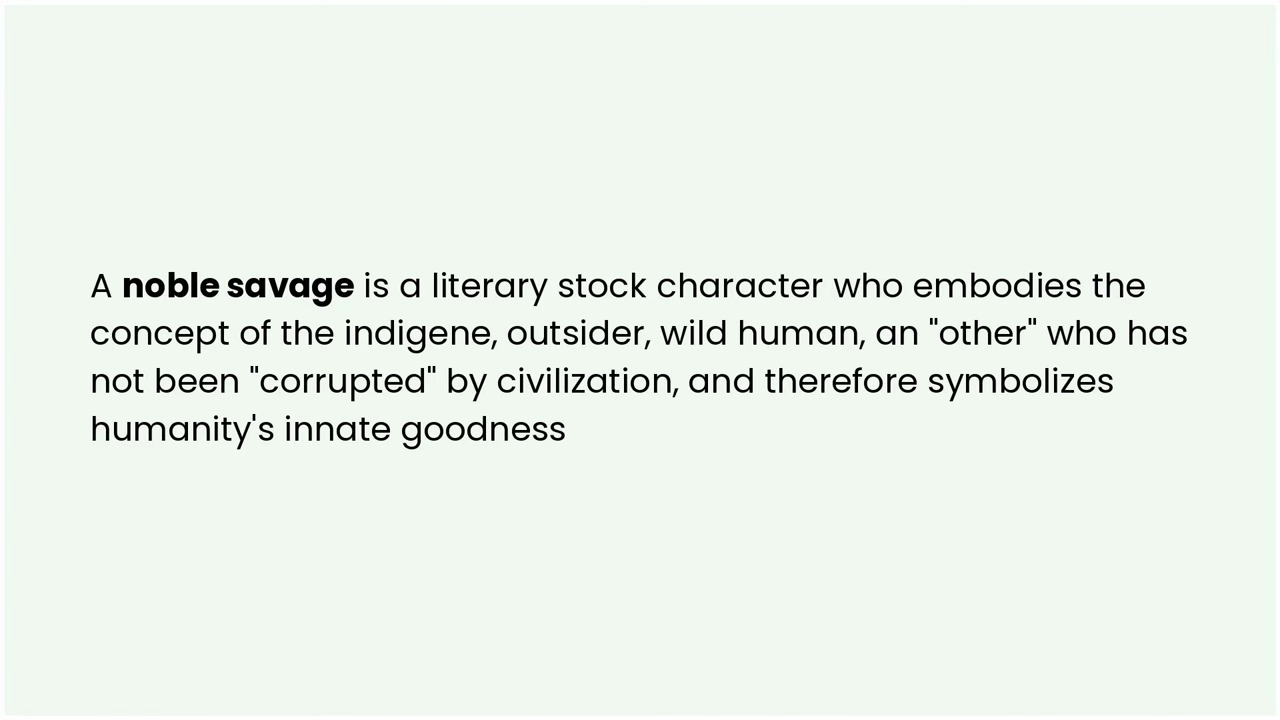 A noble savage is a literary stock character who embodies the
concept of the indigene, outsider, wild human, an "other" who has
not been "corrupted" by civilization, and therefore symbolizes
humanity's innate goodness